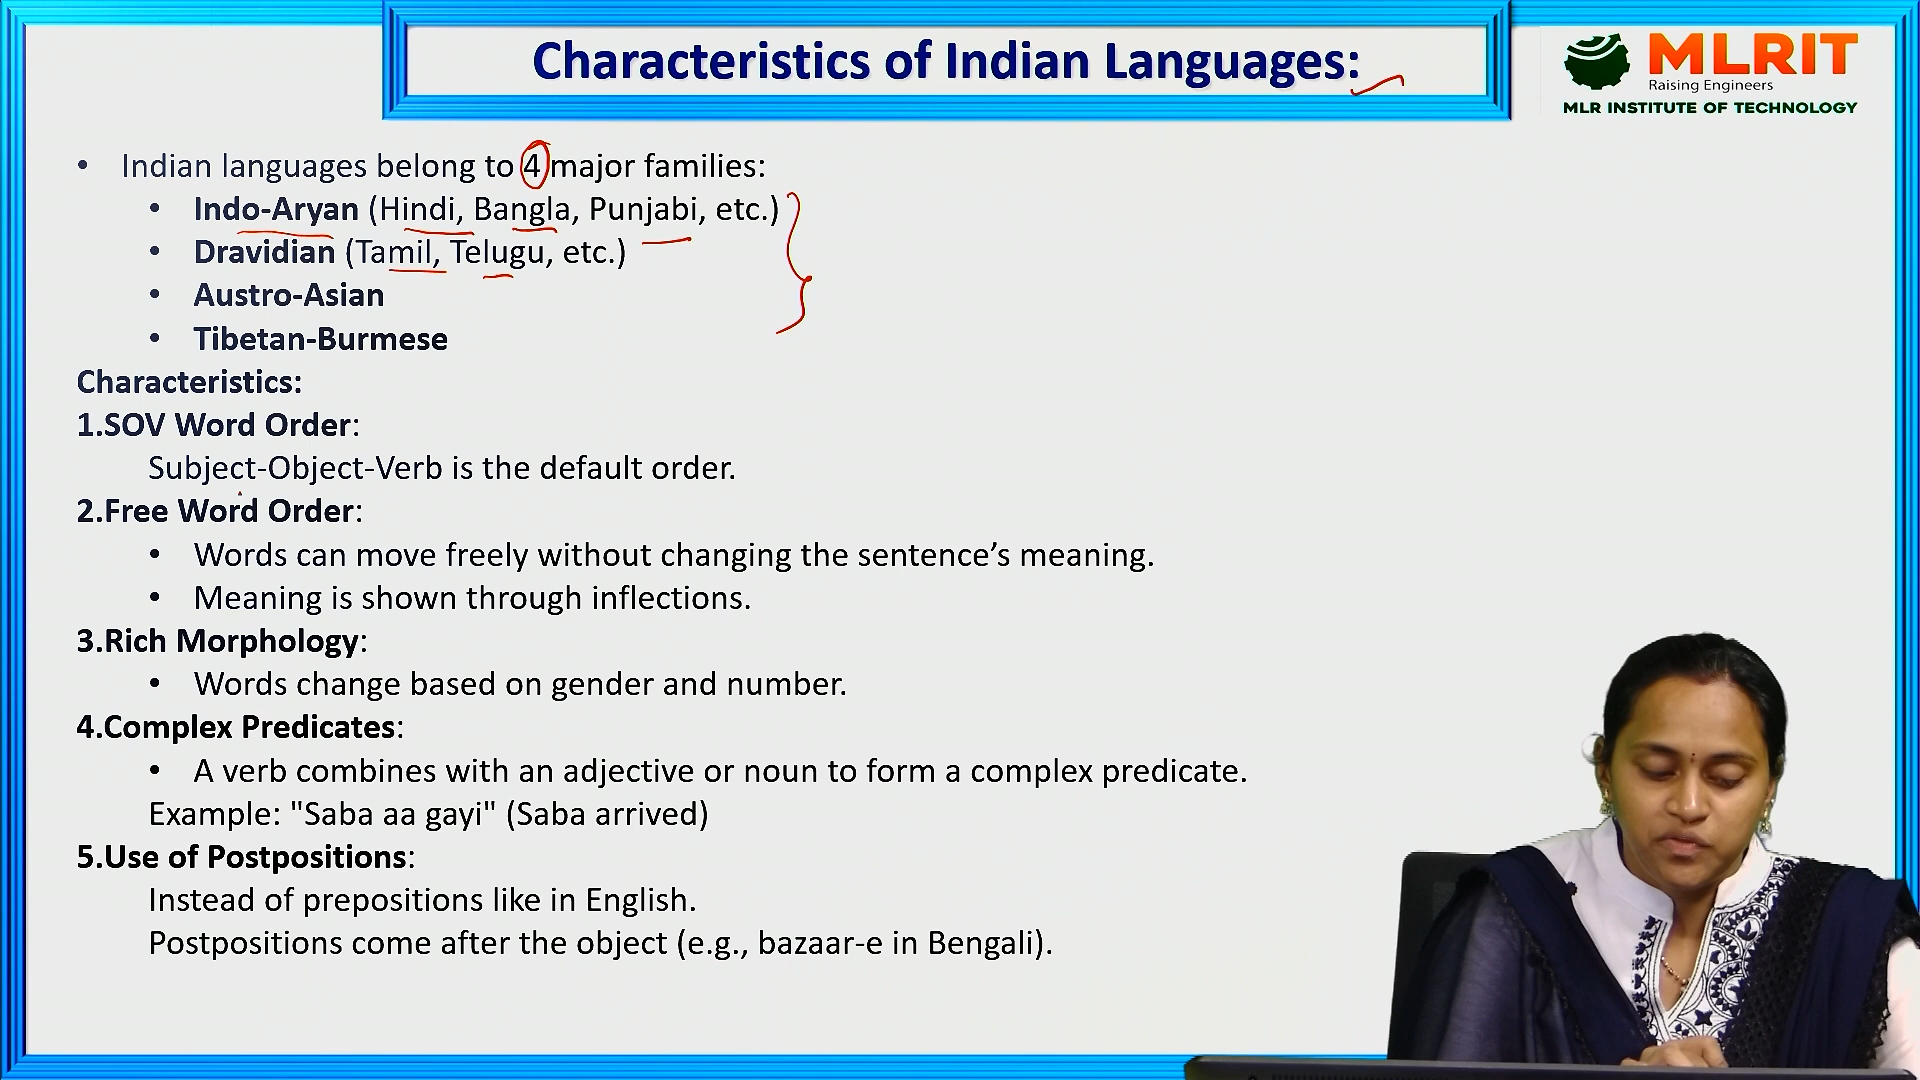 Characteristics of Indian Languages:
MLRIT
Raising Engineers
MLR INSTITUTE OF TECHNOLOGY
• Indian languages belong to 4 major families:
• Indo-Aryan (Hindi, Bangla, Punjabi, etc.)
• Dravidian (Tamil, Telugu, etc.)
• Austro-Asian
• Tibetan-Burmese
Characteristics:
1.SOV Word Order:
Subject-Object-Verb is the default order.
2.Free Word Order:
• Words can move freely without changing the sentence’s meaning.
• Meaning is shown through inflections.
3.Rich Morphology:
• Words change based on gender and number.
4.Complex Predicates:
• A verb combines with an adjective or noun to form a complex predicate.
Example: "Saba aa gayi" (Saba arrived)
5.Use of Postpositions:
Instead of prepositions like in English.
Postpositions come after the object (e.g., bazaar-e in Bengali).